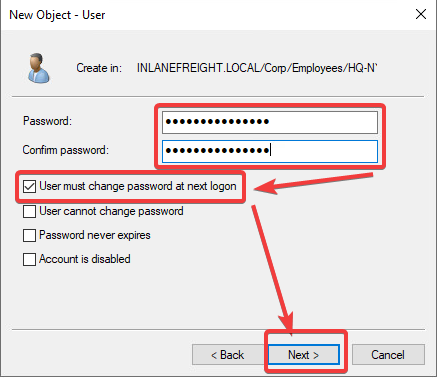 New Object - User
Create in: INLANEFREIGHT.LOCAL/Corp/Employees/HQ-N'
Password: ●●●●●●●●●●●●●●●
Confirm password: ●●●●●●●●●●●●●●●
User must change password at next logon
User cannot change password
Password never expires
Account is disabled
< Back Next > Cancel